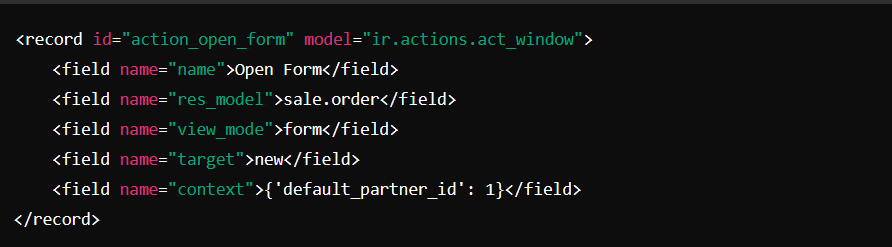 <record id="action_open_form" model="ir.actions.act_window">
    <field name="name">Open Form</field>
    <field name="res_model">sale.order</field>
    <field name="view_mode">form</field>
    <field name="target">new</field>
    <field name="context">{'default_partner_id': 1}</field>
</record>